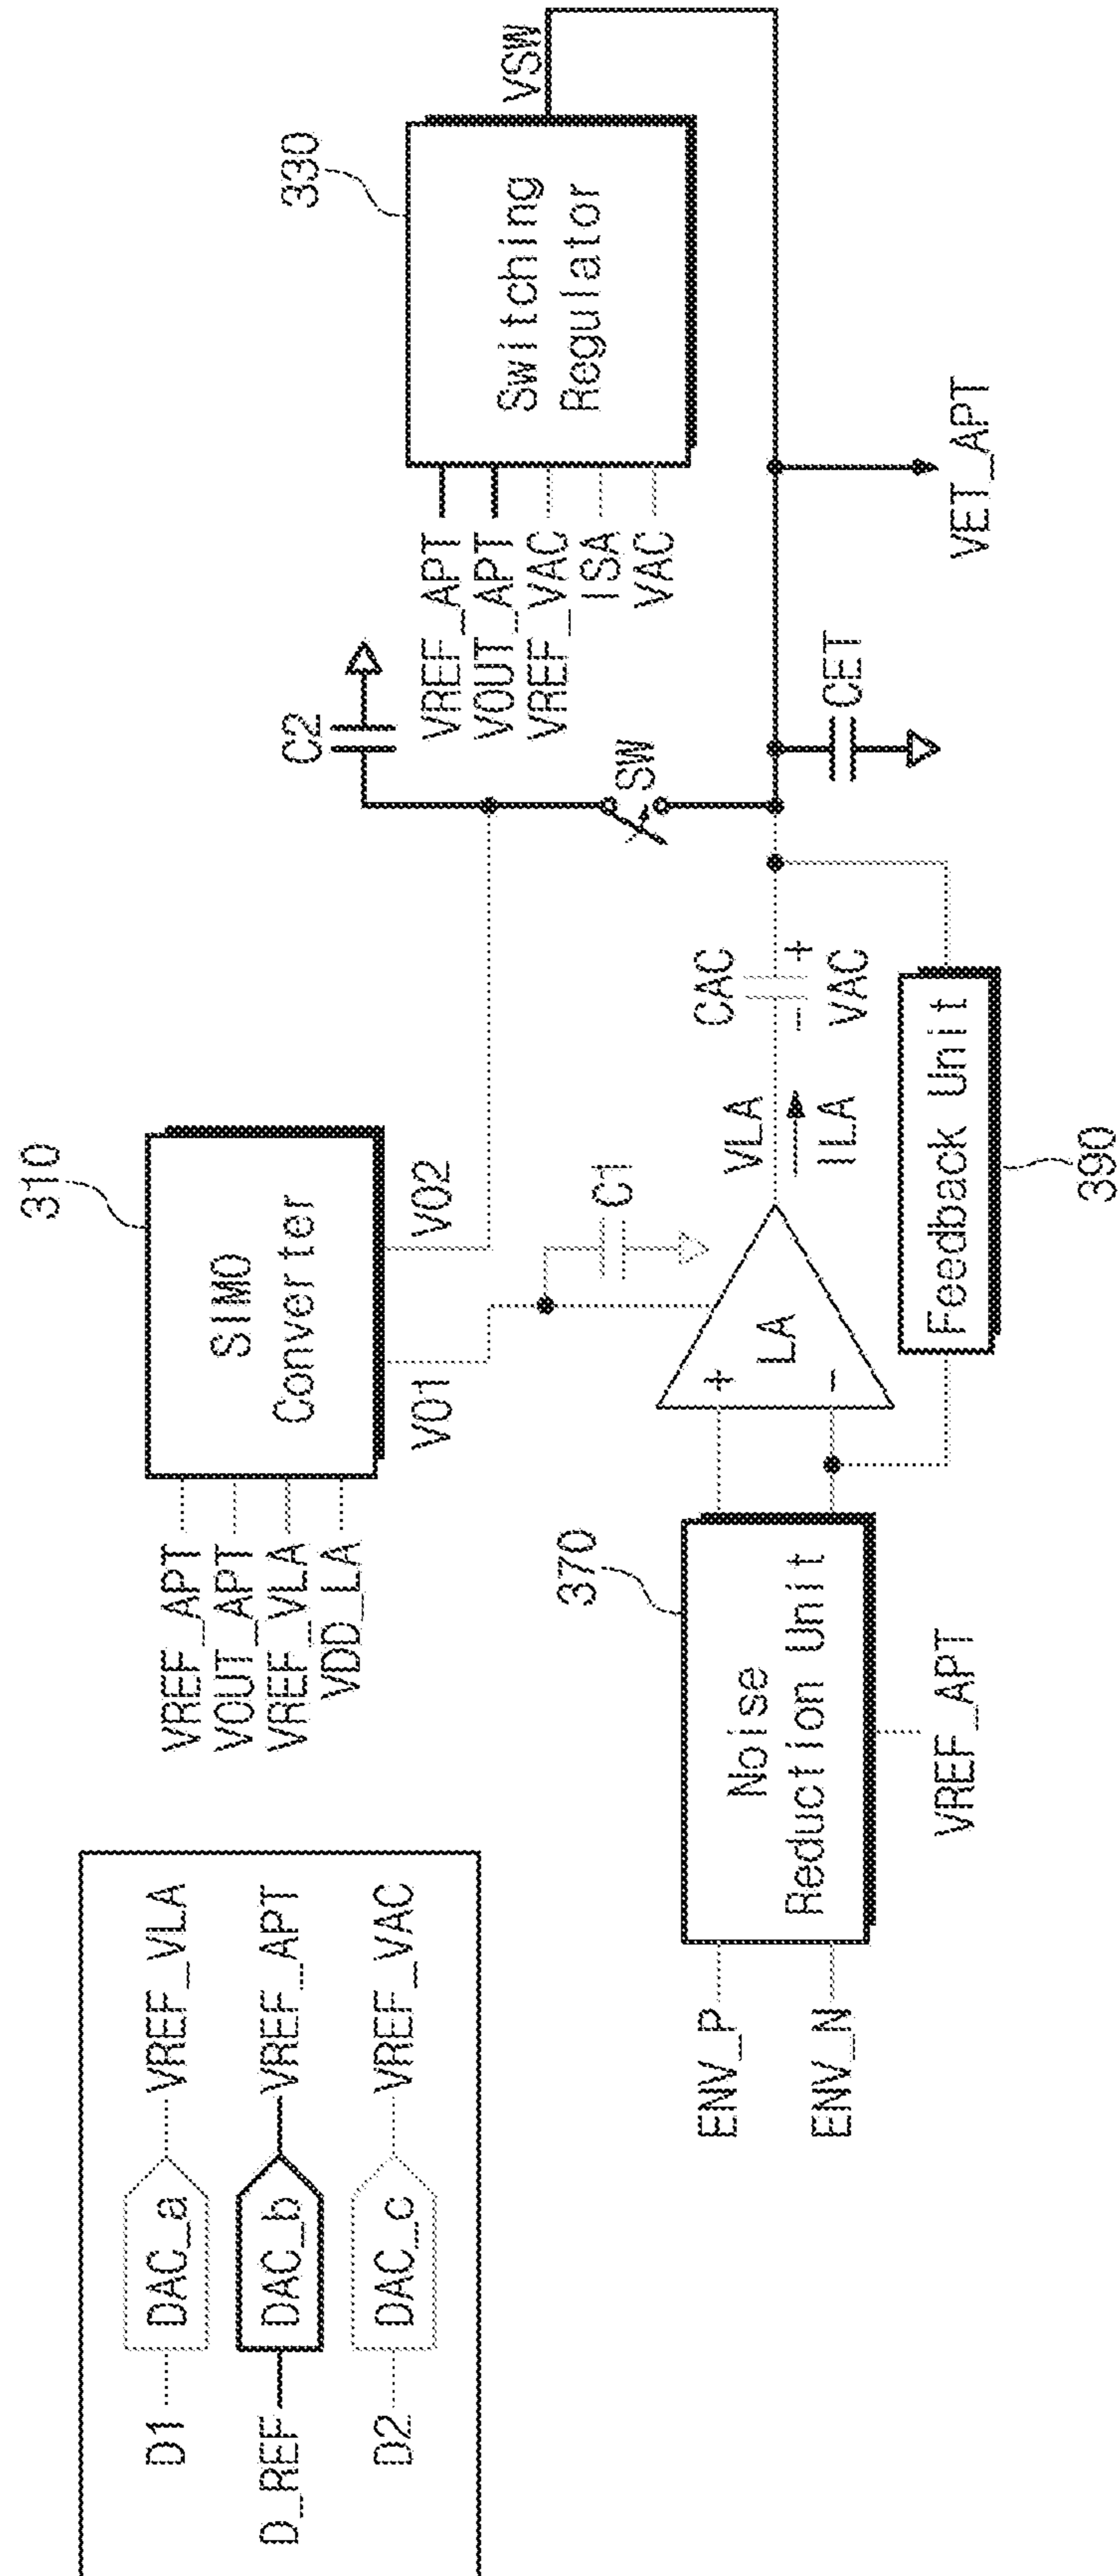 D1
DAC_a
VREF_VLA
D_REF
DAC_b
VREF_APT
D2
DAC_c
VREF_VAC
310
VREF_APT
VOUT_APT
VREF_VLA
VDD_LA
SIMO
Converter
VO1
VO2
C1
C2
SW
330
VREF_APT
VOUT_APT
VREF_VAC
ISA
VAC
Switching
Regulator
VSW
370
ENV_P
ENV_N
Noise
Reduction Unit
VREF_APT
+
LA
-
VLA
ILA
CAC
- +
VAC
Feedback Unit
390
CET
VET_APT